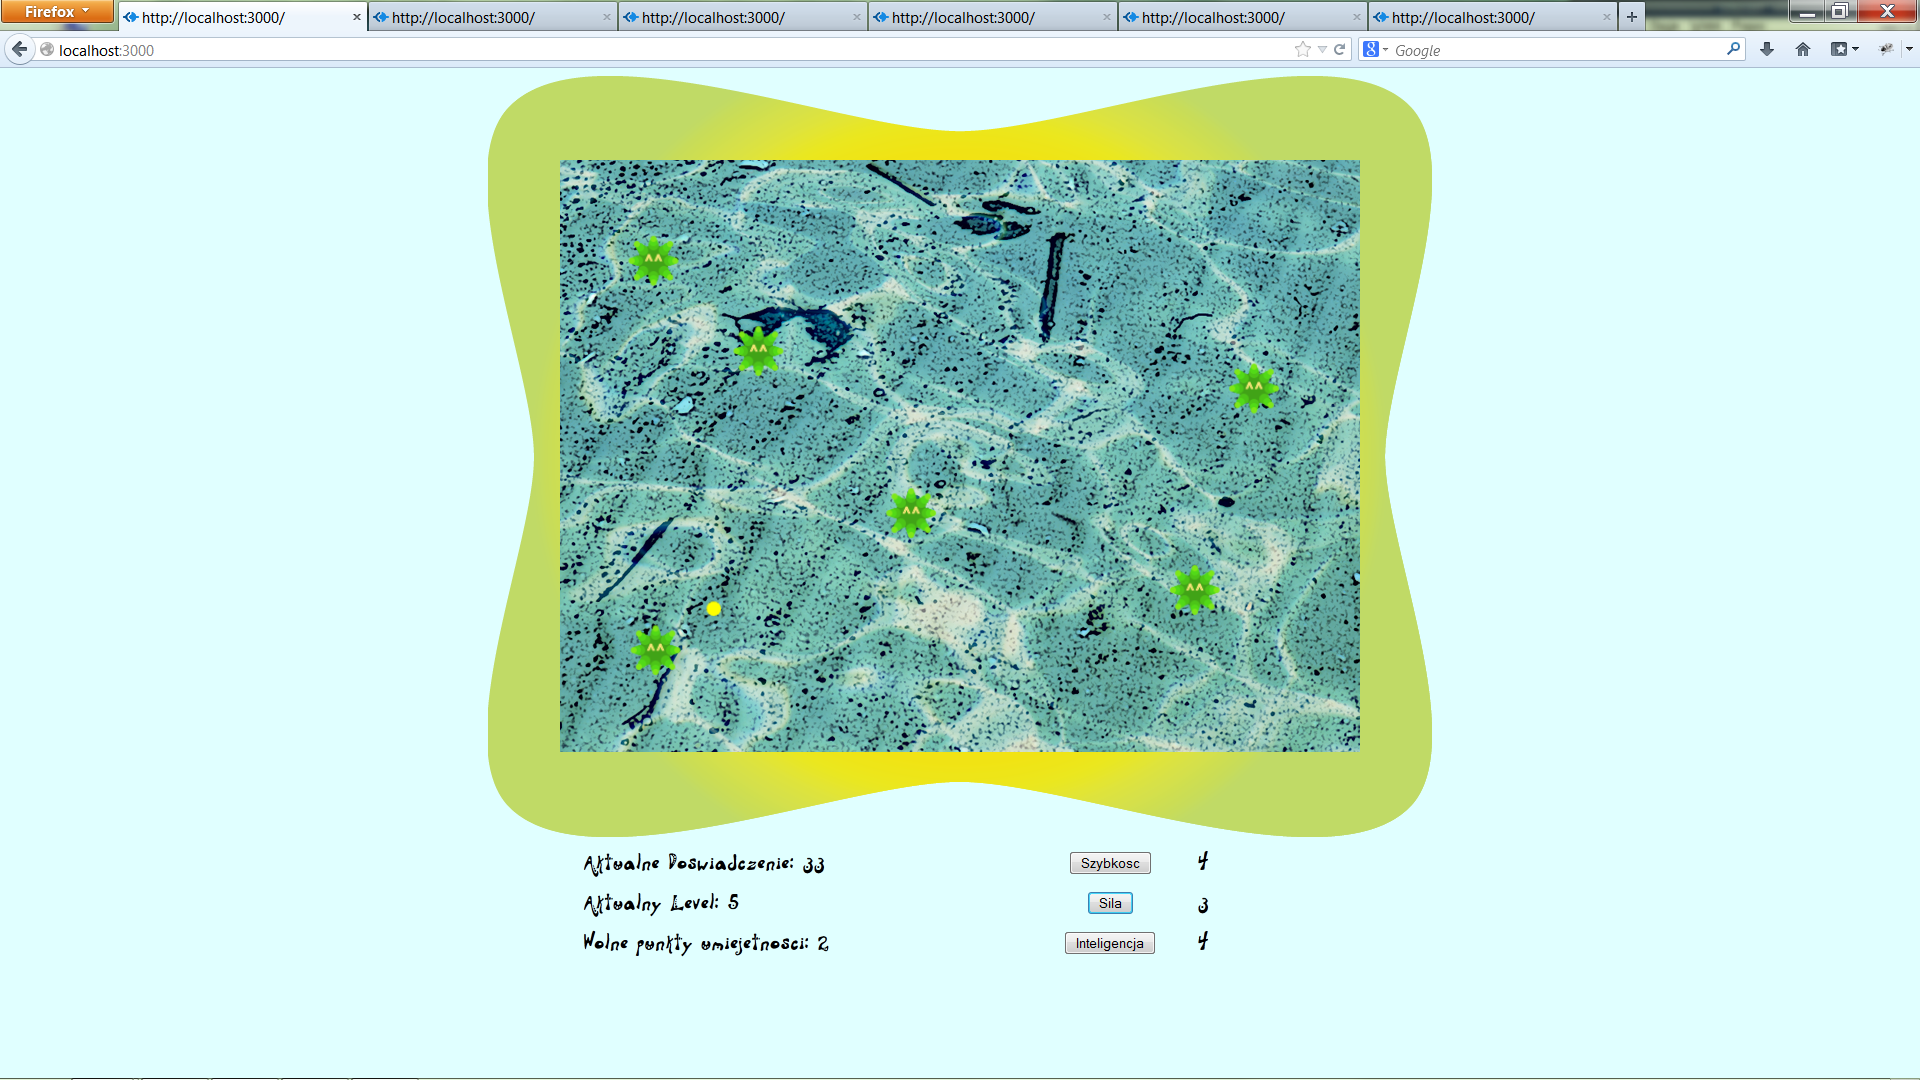 Firefox
http://localhost:3000/
http://localhost:3000/
http://localhost:3000/
http://localhost:3000/
http://localhost:3000/
http://localhost:3000/
localhost:3000
Google
Aktualne Doswiadczenie: 33
Szybkosc
4
Aktualny Level: 5
Sila
3
Wolne punkty umiejetnosci: 2
Inteligencja
4